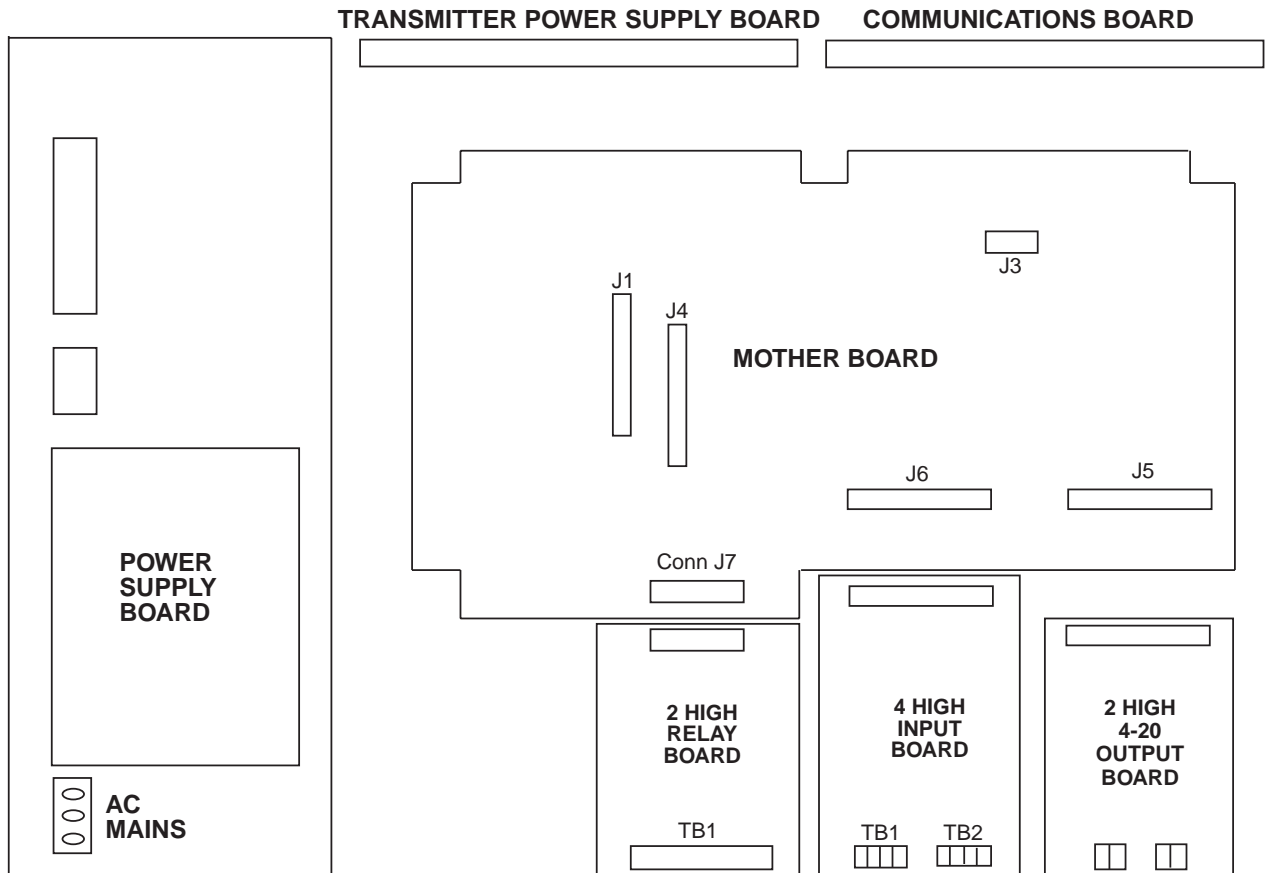 TRANSMITTER POWER SUPPLY BOARD
COMMUNICATIONS BOARD
J3
J1
J4
MOTHER BOARD
J6
J5
Conn J7
POWER
SUPPLY
BOARD
2 HIGH
RELAY
BOARD
4 HIGH
INPUT
BOARD
2 HIGH
4-20
OUTPUT
BOARD
AC
MAINS
TB1
TB1
TB2